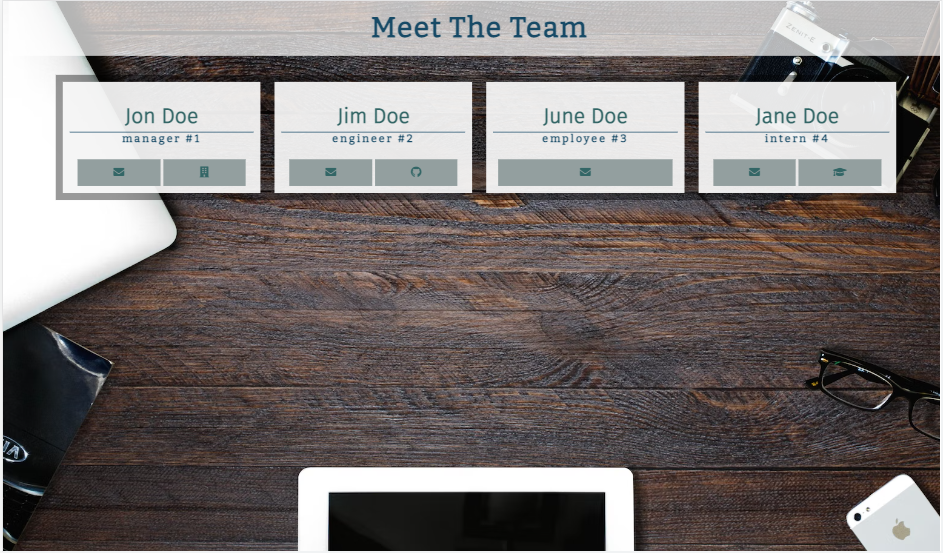 Meet The Team
ZENIT-E
Jon Doe
manager #1
Jim Doe
engineer #2
June Doe
employee #3
Jane Doe
intern #4